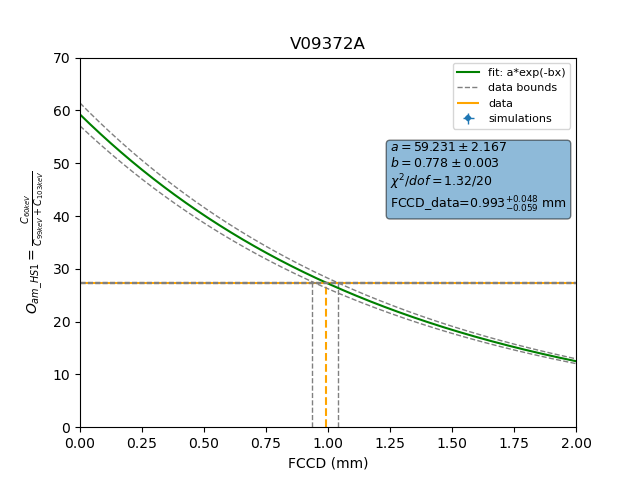 V09372A
70
60
50
40
30
20
10
0
O_am_HS1 = C_60keV / C_99keV + C_103keV
fit: a*exp(-bx)
data bounds
data
simulations
a = 59.231 ± 2.167
b = 0.778 ± 0.003
χ²/dof = 1.32/20
FCCD_data=0.993 +0.048 −0.059 mm
0.00 0.25 0.50 0.75 1.00 1.25 1.50 1.75 2.00
FCCD (mm)